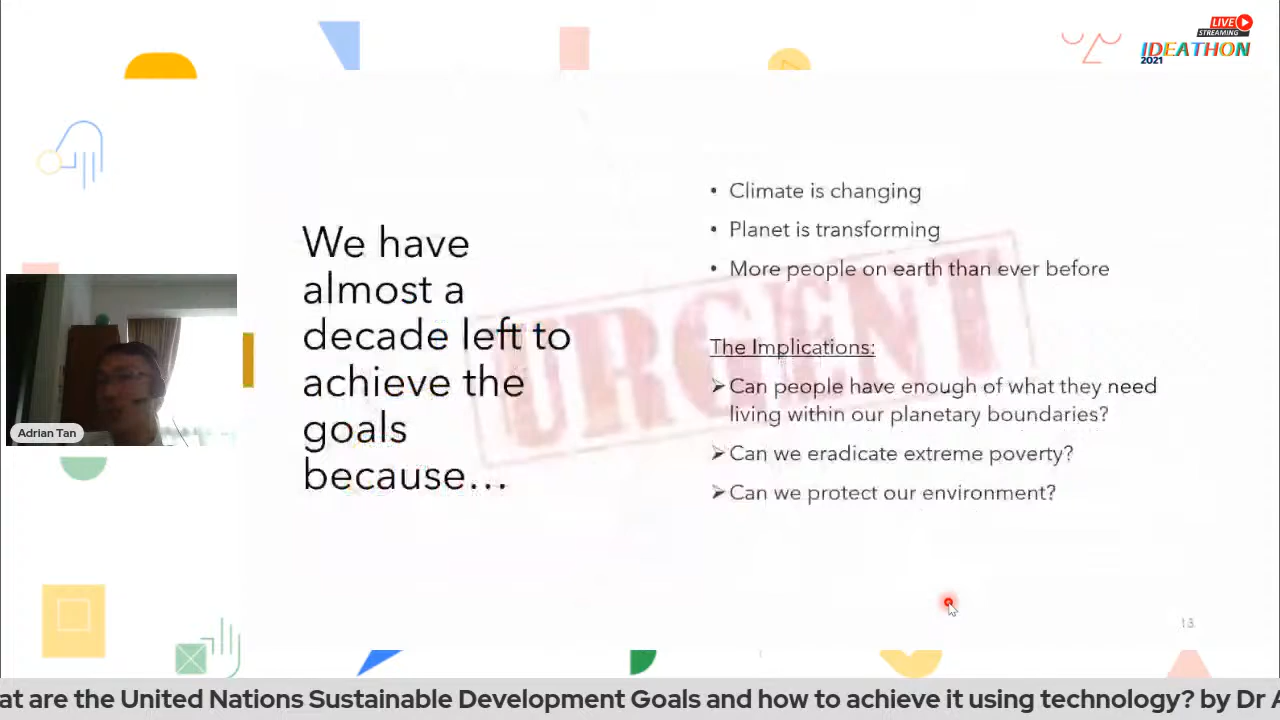 LIVE
STREAMING
IDEATHON
2021
We have
almost a
decade left to
achieve the
goals
because...
• Climate is changing
• Planet is transforming
• More people on earth than ever before
URGENT
The Implications:
➢ Can people have enough of what they need
living within our planetary boundaries?
➢ Can we eradicate extreme poverty?
➢ Can we protect our environment?
Adrian Tan
13
at are the United Nations Sustainable Development Goals and how to achieve it using technology? by Dr A